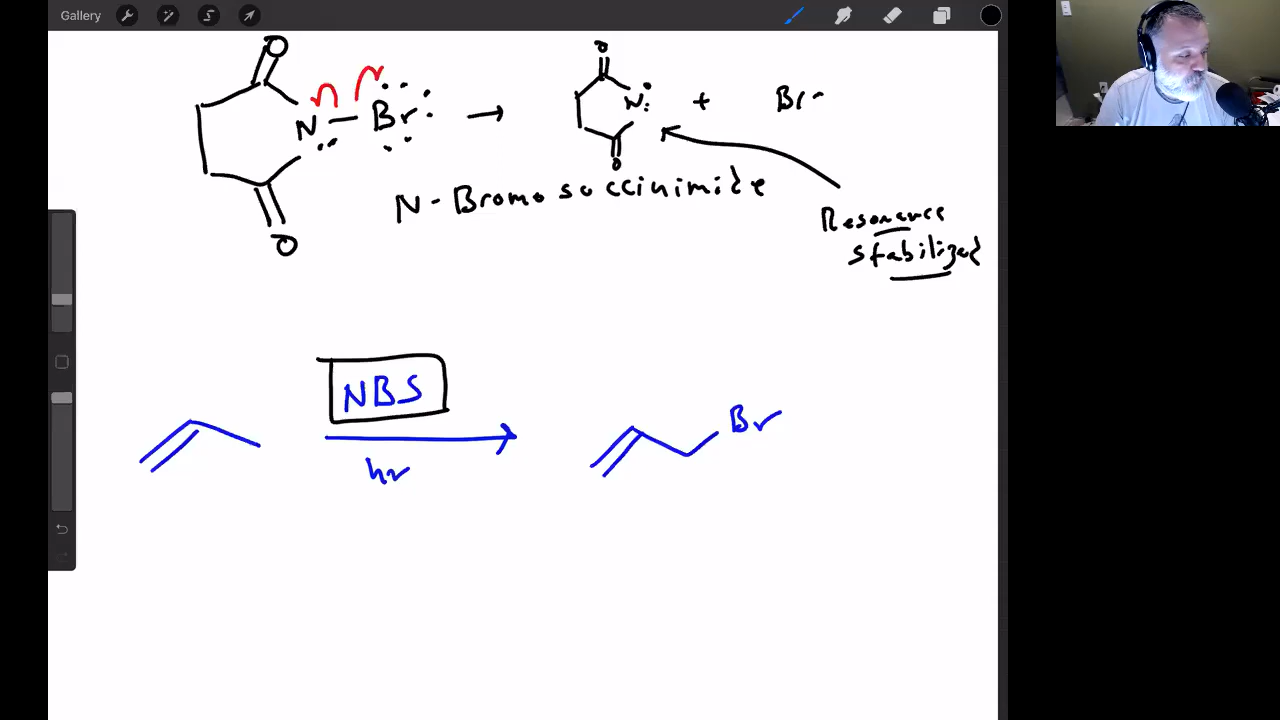 Gallery
O
O
N
Br
N
+
Br
O
O
N-Bromosuccinimide
Resonance
stabilized
NBS
hν
Br